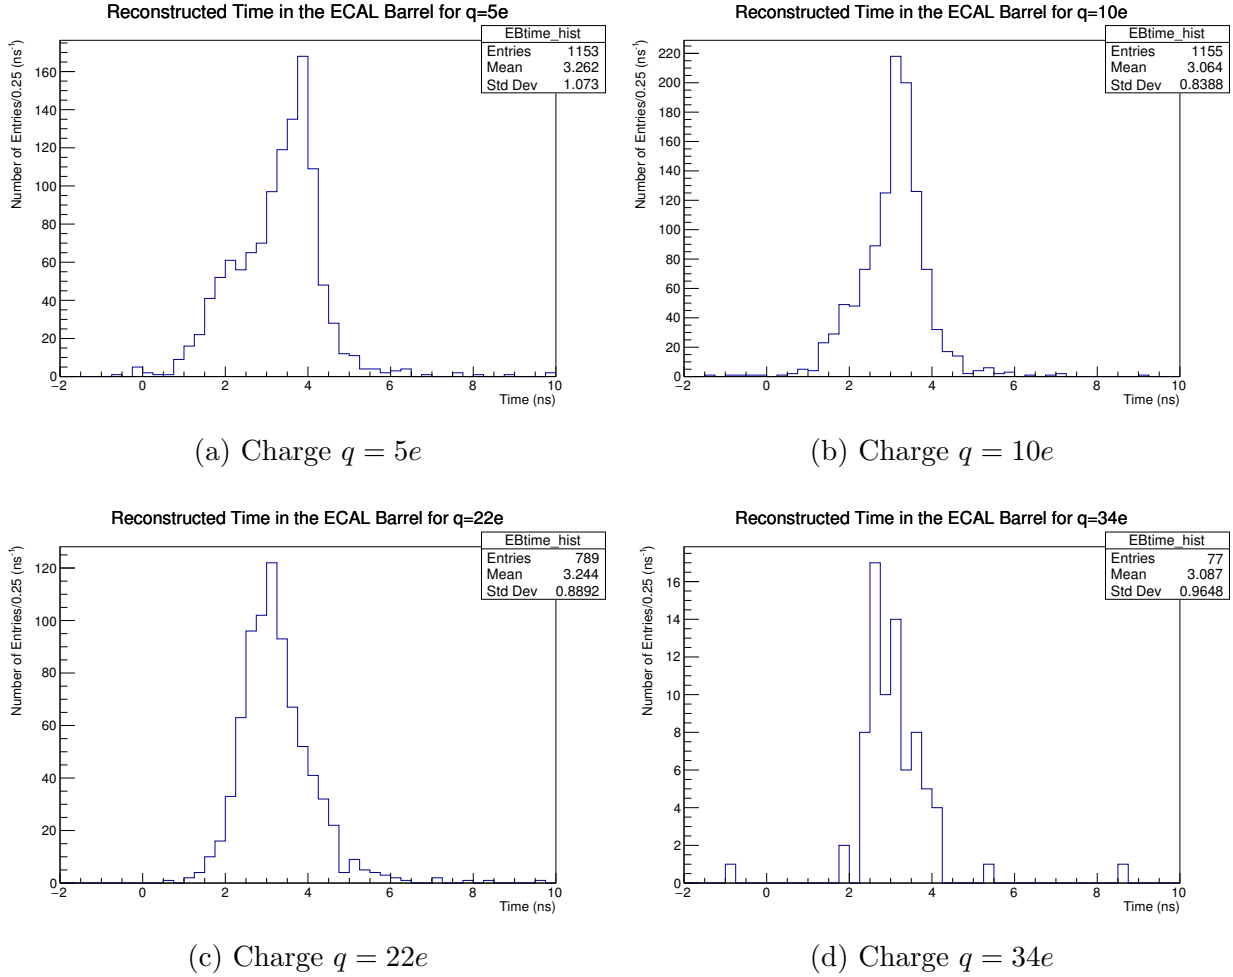 Reconstructed Time in the ECAL Barrel for q=5e
EBtime_hist
Entries 1153
Mean 3.262
Std Dev 1.073
Number of Entries/0.25 (ns⁻¹)
160
140
120
100
80
60
40
20
0
−2 0 2 4 6 8 10
Time (ns)
(a) Charge q = 5e
Reconstructed Time in the ECAL Barrel for q=10e
EBtime_hist
Entries 1155
Mean 3.064
Std Dev 0.8388
Number of Entries/0.25 (ns⁻¹)
220
200
180
160
140
120
100
80
60
40
20
0
−2 0 2 4 6 8 10
Time (ns)
(b) Charge q = 10e
Reconstructed Time in the ECAL Barrel for q=22e
EBtime_hist
Entries 789
Mean 3.244
Std Dev 0.8892
Number of Entries/0.25 (ns⁻¹)
120
100
80
60
40
20
0
−2 0 2 4 6 8 10
Time (ns)
(c) Charge q = 22e
Reconstructed Time in the ECAL Barrel for q=34e
EBtime_hist
Entries 77
Mean 3.087
Std Dev 0.9648
Number of Entries/0.25 (ns⁻¹)
16
14
12
10
8
6
4
2
0
−2 0 2 4 6 8 10
Time (ns)
(d) Charge q = 34e